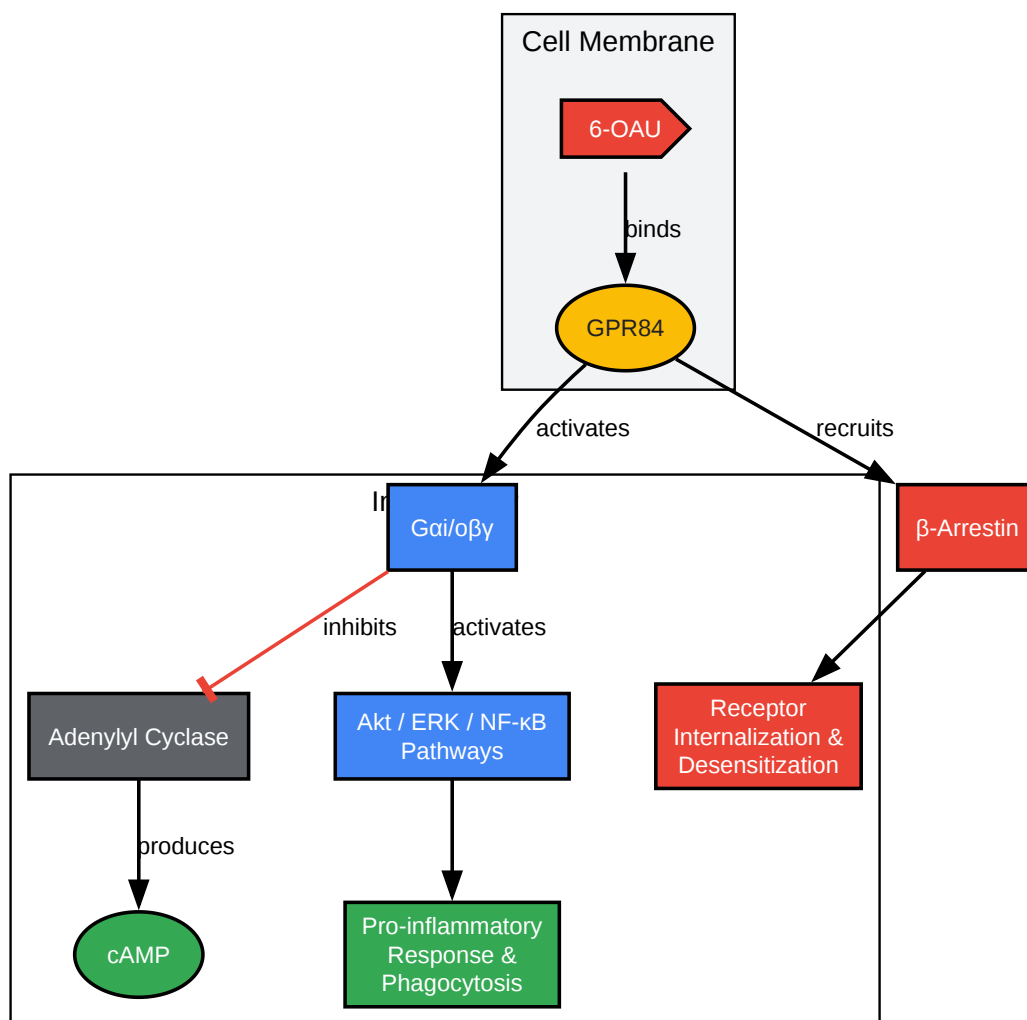 Cell Membrane
6-OAU
binds
GPR84
activates
recruits
Gαi/oβγ
β-Arrestin
inhibits
activates
Adenylyl Cyclase
Akt / ERK / NF-κB
Pathways
Receptor
Internalization &
Desensitization
produces
cAMP
Pro-inflammatory
Response &
Phagocytosis